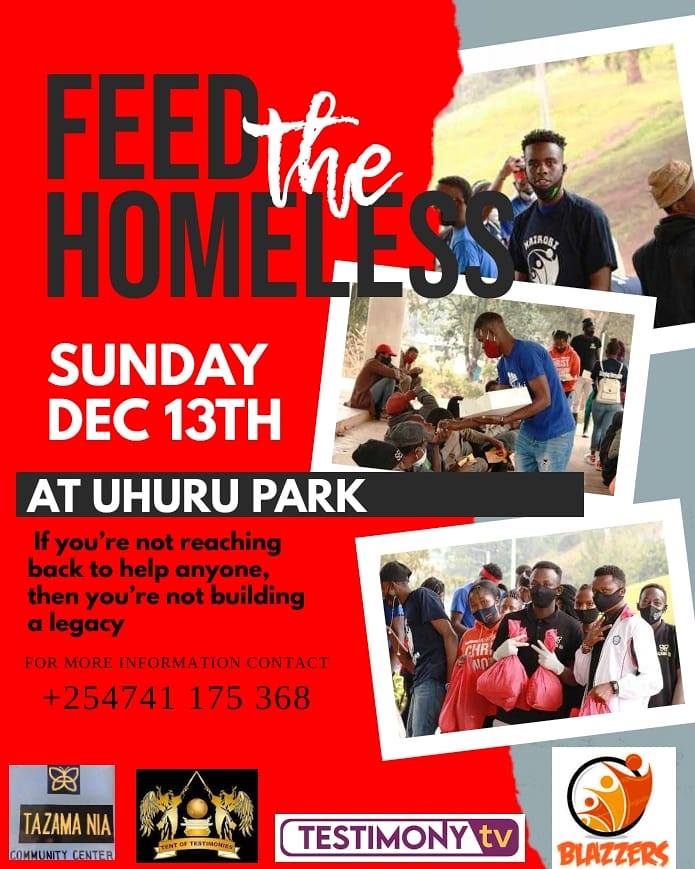 FEED
the
HOMELESS
SUNDAY
DEC 13TH
AT UHURU PARK
If you're not reaching
back to help anyone,
then you're not building
a legacy
FOR MORE INFORMATION CONTACT
+254741 175 368
NAIROBI
CHRIST
TAZAMA NIA
COMMUNITY CENTER
TENT OF TESTIMONIES
TESTIMONY tv
BLAZZERS